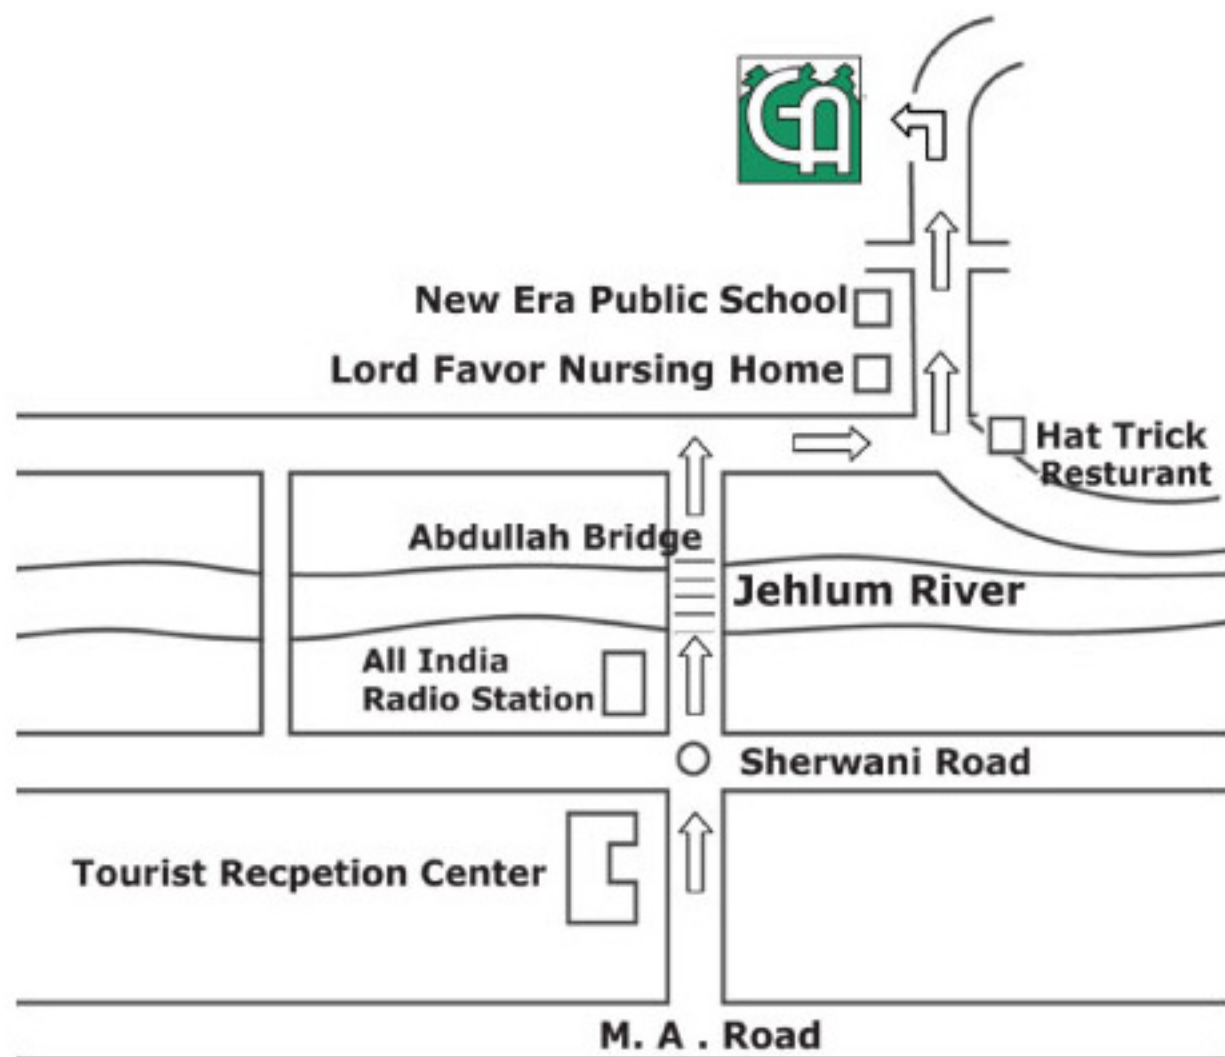 New Era Public School
Lord Favor Nursing Home
Hat Trick
Resturant
Abdullah Bridge
Jehlum River
All India
Radio Station
Sherwani Road
Tourist Recpetion Center
M. A . Road